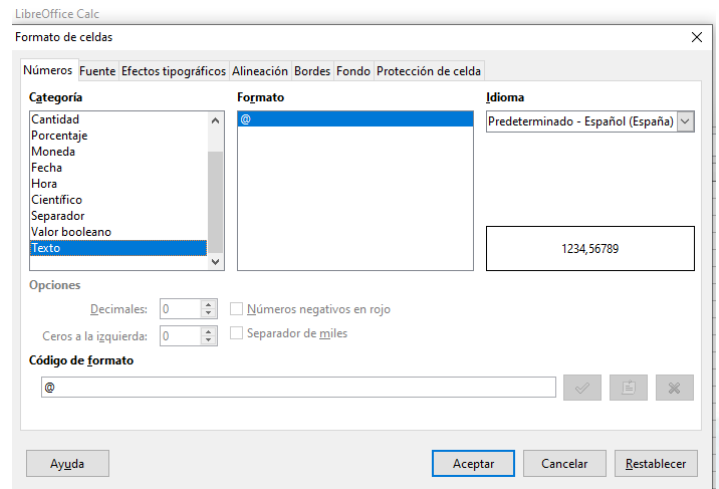 LibreOffice Calc
Formato de celdas
Números Fuente Efectos tipográficos Alineación Bordes Fondo Protección de celda
Categoría
Cantidad
Porcentaje
Moneda
Fecha
Hora
Científico
Separador
Valor booleano
Texto
Formato
@
Idioma
Predeterminado - Español (España)
1234,56789
Opciones
Decimales: 0
Números negativos en rojo
Ceros a la izquierda: 0
Separador de miles
Código de formato
@
Ayuda Aceptar Cancelar Restablecer